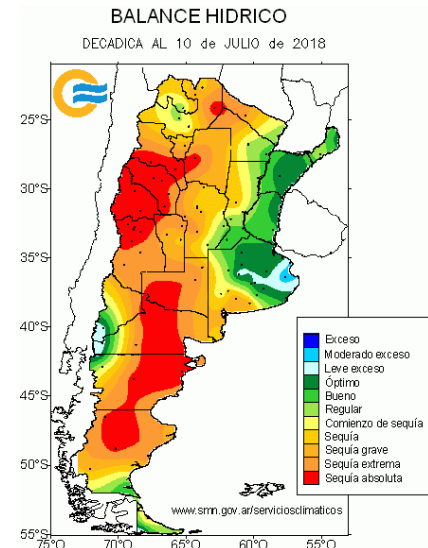 BALANCE HIDRICO
DECADICA AL 10 de JULIO de 2018
25°S
30°S
35°S
40°S
45°S
50°S
55°S
75°O
70°O
65°O
60°O
55°O
Exceso
Moderado exceso
Leve exceso
Óptimo
Bueno
Regular
Comienzo de sequía
Sequía
Sequía grave
Sequía extrema
Sequía absoluta
www.smn.gov.ar/serviciosclimaticos